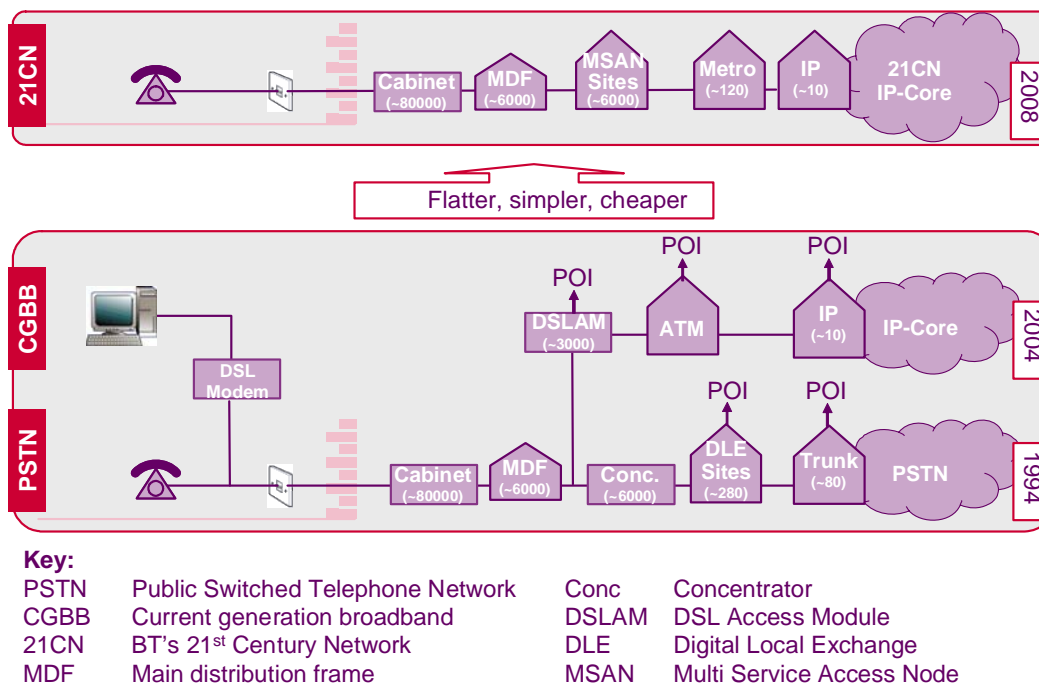 21CN
Cabinet
(~80000)
MDF
(~6000)
MSAN
Sites
(~6000)
Metro
(~120)
IP
(~10)
21CN
IP-Core
2008
Flatter, simpler, cheaper
CGBB
DSL
Modem
POI
DSLAM
(~3000)
POI
ATM
POI
IP
(~10)
IP-Core
2004
PSTN
Cabinet
(~80000)
MDF
(~6000)
Conc.
(~6000)
POI
DLE
Sites
(~280)
POI
Trunk
(~80)
PSTN
1994
Key:
PSTN Public Switched Telephone Network Conc Concentrator
CGBB Current generation broadband DSLAM DSL Access Module
21CN BT's 21st Century Network DLE Digital Local Exchange
MDF Main distribution frame MSAN Multi Service Access Node